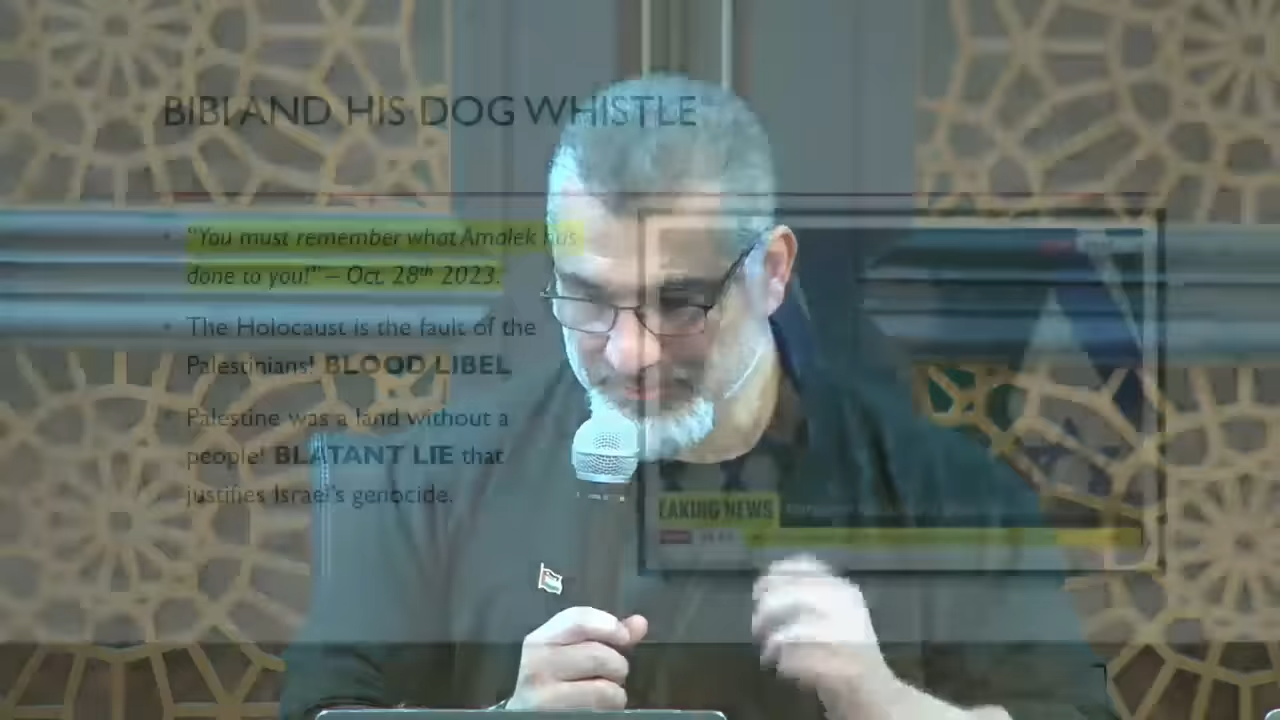 BIBI AND HIS DOG WHISTLE
• "You must remember what Amalek has
done to you!" – Oct. 28th 2023.
• The Holocaust is the fault of the
Palestinians! BLOOD LIBEL
• Palestine was a land without a
people! BLATANT LIE that
justifies Israel's genocide.
EAKING NEWS